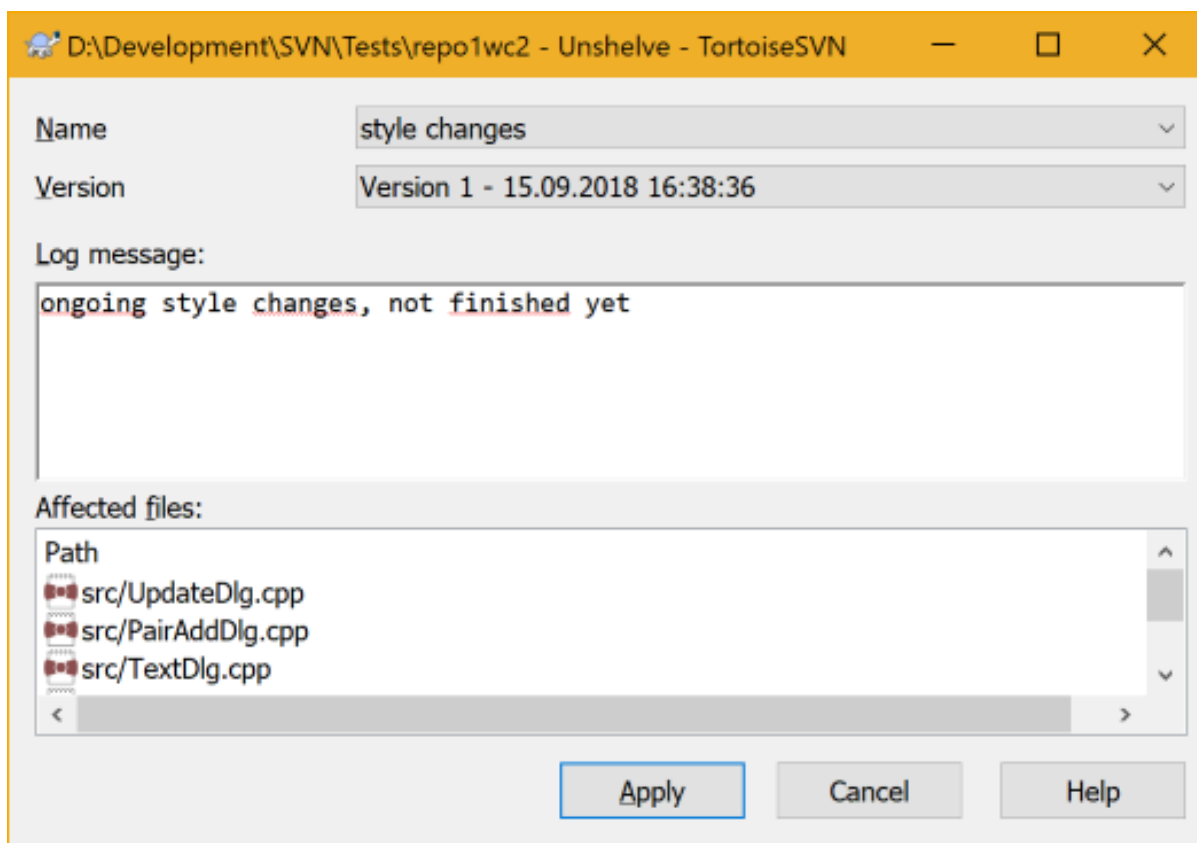 D:\Development\SVN\Tests\repo1wc2 - Unshelve - TortoiseSVN
Name style changes
Version Version 1 - 15.09.2018 16:38:36
Log message:
ongoing style changes, not finished yet
Affected files:
Path
src/UpdateDlg.cpp
src/PairAddDlg.cpp
src/TextDlg.cpp
Apply Cancel Help